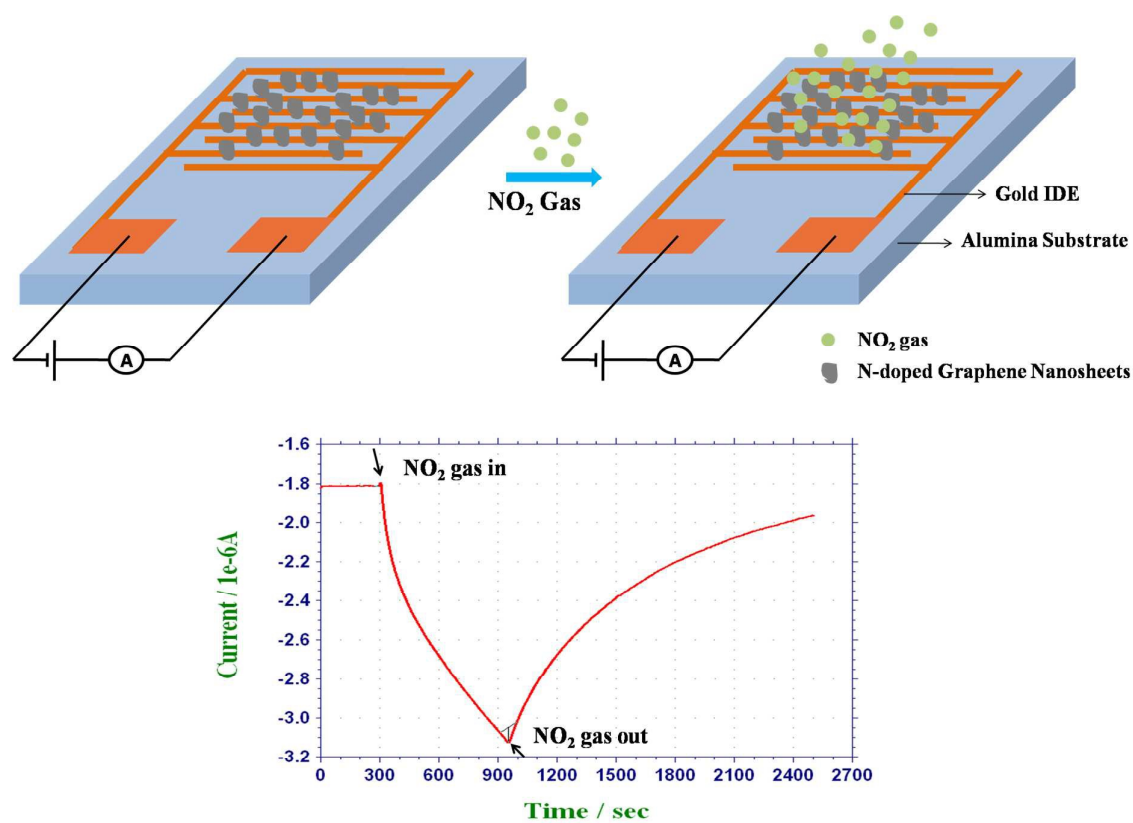 NO₂ Gas
Gold IDE
Alumina Substrate
A
A
NO₂ gas
N-doped Graphene Nanosheets
-1.6
-1.8
-2.0
-2.2
-2.4
-2.6
-2.8
-3.0
-3.2
Current / 1e-6A
NO₂ gas in
NO₂ gas out
0 300 600 900 1200 1500 1800 2100 2400 2700
Time / sec